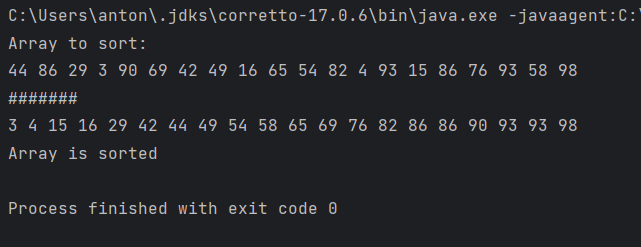 C:\Users\anton\.jdks\corretto-17.0.6\bin\java.exe -javaagent:C:\
Array to sort:
44 86 29 3 90 69 42 49 16 65 54 82 4 93 15 86 76 93 58 98
#######
3 4 15 16 29 42 44 49 54 58 65 69 76 82 86 86 90 93 93 98
Array is sorted
Process finished with exit code 0